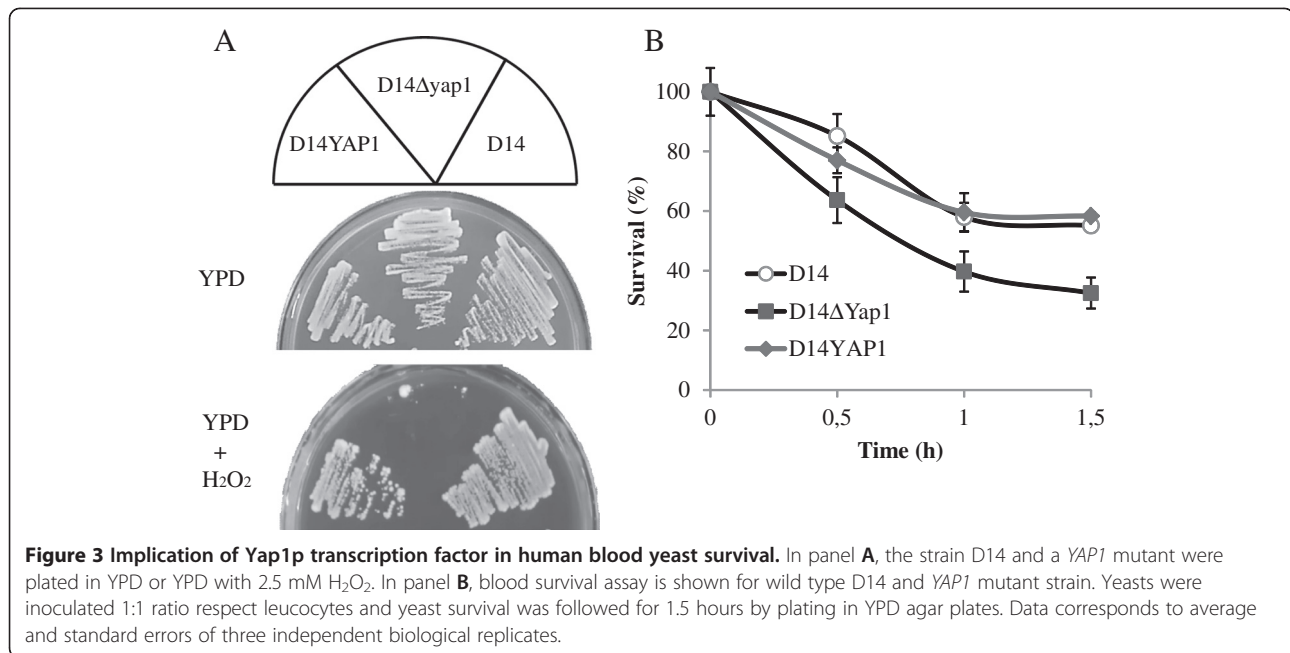 A
D14YAP1
D14Δyap1
D14
YPD
YPD
+
H2O2
B
Survival (%)
100
80
60
40
20
0
0
0,5
1
1,5
Time (h)
D14
D14ΔYap1
D14YAP1
Figure 3 Implication of Yap1p transcription factor in human blood yeast survival. In panel A, the strain D14 and a YAP1 mutant were
plated in YPD or YPD with 2.5 mM H₂O₂. In panel B, blood survival assay is shown for wild type D14 and YAP1 mutant strain. Yeasts were
inoculated 1:1 ratio respect leucocytes and yeast survival was followed for 1.5 hours by plating in YPD agar plates. Data corresponds to average
and standard errors of three independent biological replicates.